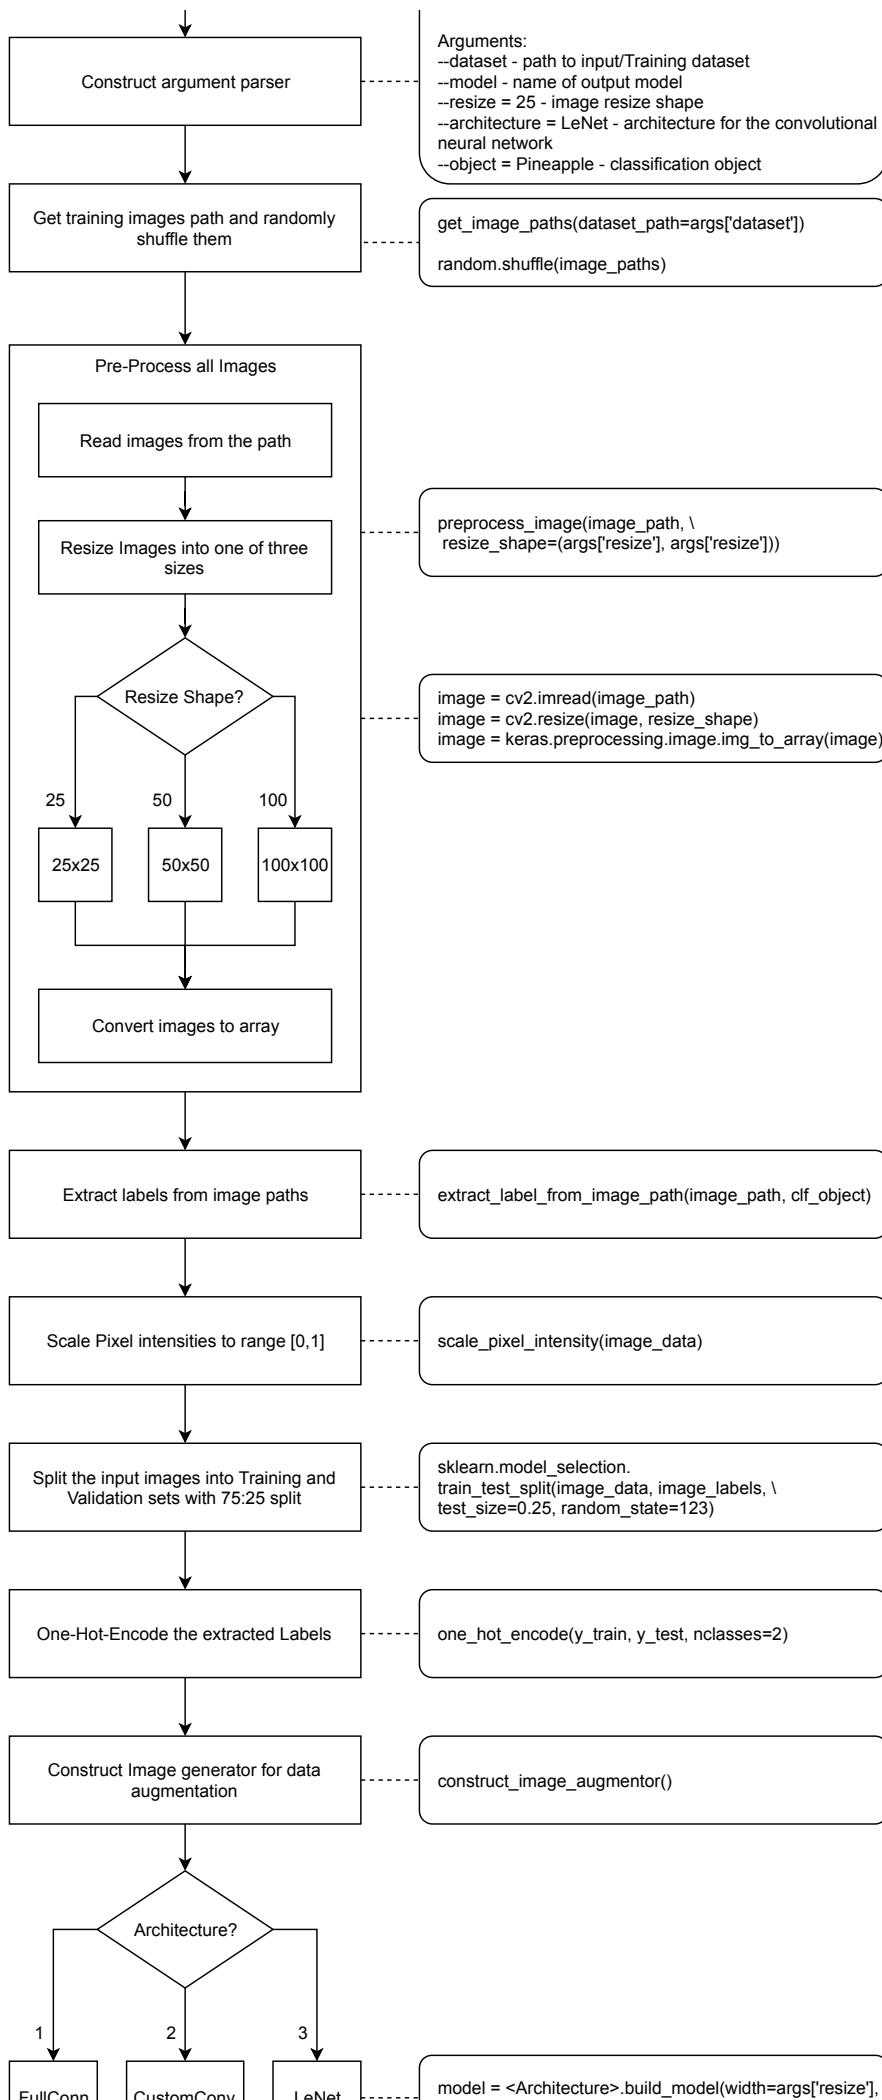 Construct argument parser
Arguments:
--dataset - path to input/Training dataset
--model - name of output model
--resize = 25 - image resize shape
--architecture = LeNet - architecture for the convolutional
neural network
--object = Pineapple - classification object
Get training images path and randomly
shuffle them
get_image_paths(dataset_path=args['dataset'])
random.shuffle(image_paths)
Pre-Process all Images
Read images from the path
Resize Images into one of three
sizes
preprocess_image(image_path, \
resize_shape=(args['resize'], args['resize']))
Resize Shape?
image = cv2.imread(image_path)
image = cv2.resize(image, resize_shape)
image = keras.preprocessing.image.img_to_array(image)
25
50
100
25x25
50x50
100x100
Convert images to array
Extract labels from image paths
extract_label_from_image_path(image_path, clf_object)
Scale Pixel intensities to range [0,1]
scale_pixel_intensity(image_data)
Split the input images into Training and
Validation sets with 75:25 split
sklearn.model_selection.
train_test_split(image_data, image_labels, \
test_size=0.25, random_state=123)
One-Hot-Encode the extracted Labels
one_hot_encode(y_train, y_test, nclasses=2)
Construct Image generator for data
augmentation
construct_image_augmentor()
Architecture?
1
2
3
FullConn
CustomConv
LeNet
model = <Architecture>.build_model(width=args['resize'],